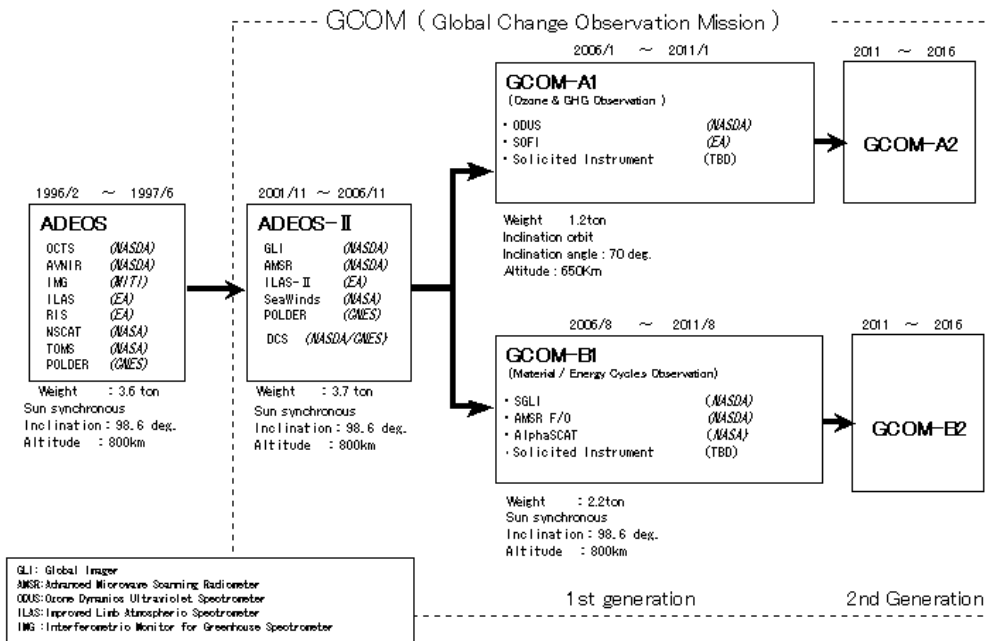 GCOM ( Global Change Observation Mission )
2006/1 ~ 2011/1
2011 ~ 2016
GCOM-A1
(Ozone & GHG Observation )
・ODUS (NASDA)
・SOFI (EA)
・Solicited Instrument (TBD)
GCOM-A2
Weight 1.2ton
Inclination orbit
Inclination angle : 70 deg.
Altitude : 650Km
1996/2 ~ 1997/6
ADEOS
OCTS (NASDA)
AVNIR (NASDA)
IMG (MITI)
ILAS (EA)
RIS (EA)
NSCAT (NASA)
TOMS (NASA)
POLDER (CNES)
Weight : 3.6 ton
Sun synchronous
Inclination : 98.6 deg.
Altitude : 800km
2001/11 ~ 2006/11
ADEOS-II
GLI (NASDA)
AMSR (NASDA)
ILAS-II (EA)
SeaWinds (NASA)
POLDER (CNES)
DCS (NASDA/CNES)
Weight : 3.7 ton
Sun synchronous
Inclination : 98.6 deg.
Altitude : 800km
2006/8 ~ 2011/8
2011 ~ 2016
GCOM-B1
(Material / Energy Cycles Observation)
・SGLI (NASDA)
・AMSR F/O (NASDA)
・AlphaSCAT (NASA)
・Solicited Instrument (TBD)
GCOM-B2
Weight : 2.2ton
Sun synchronous
Inclination : 98.6 deg.
Altitude : 800km
GLI: Global Imager
AMSR:Advanced Microwave Scanning Radiometer
ODUS:Ozone Dynamics Ultraviolet Spectrometer
ILAS:Improved Limb Atmospheric Spectrometer
IMG : Interferometric Monitor for Greenhouse Spectrometer
1st generation
2nd Generation